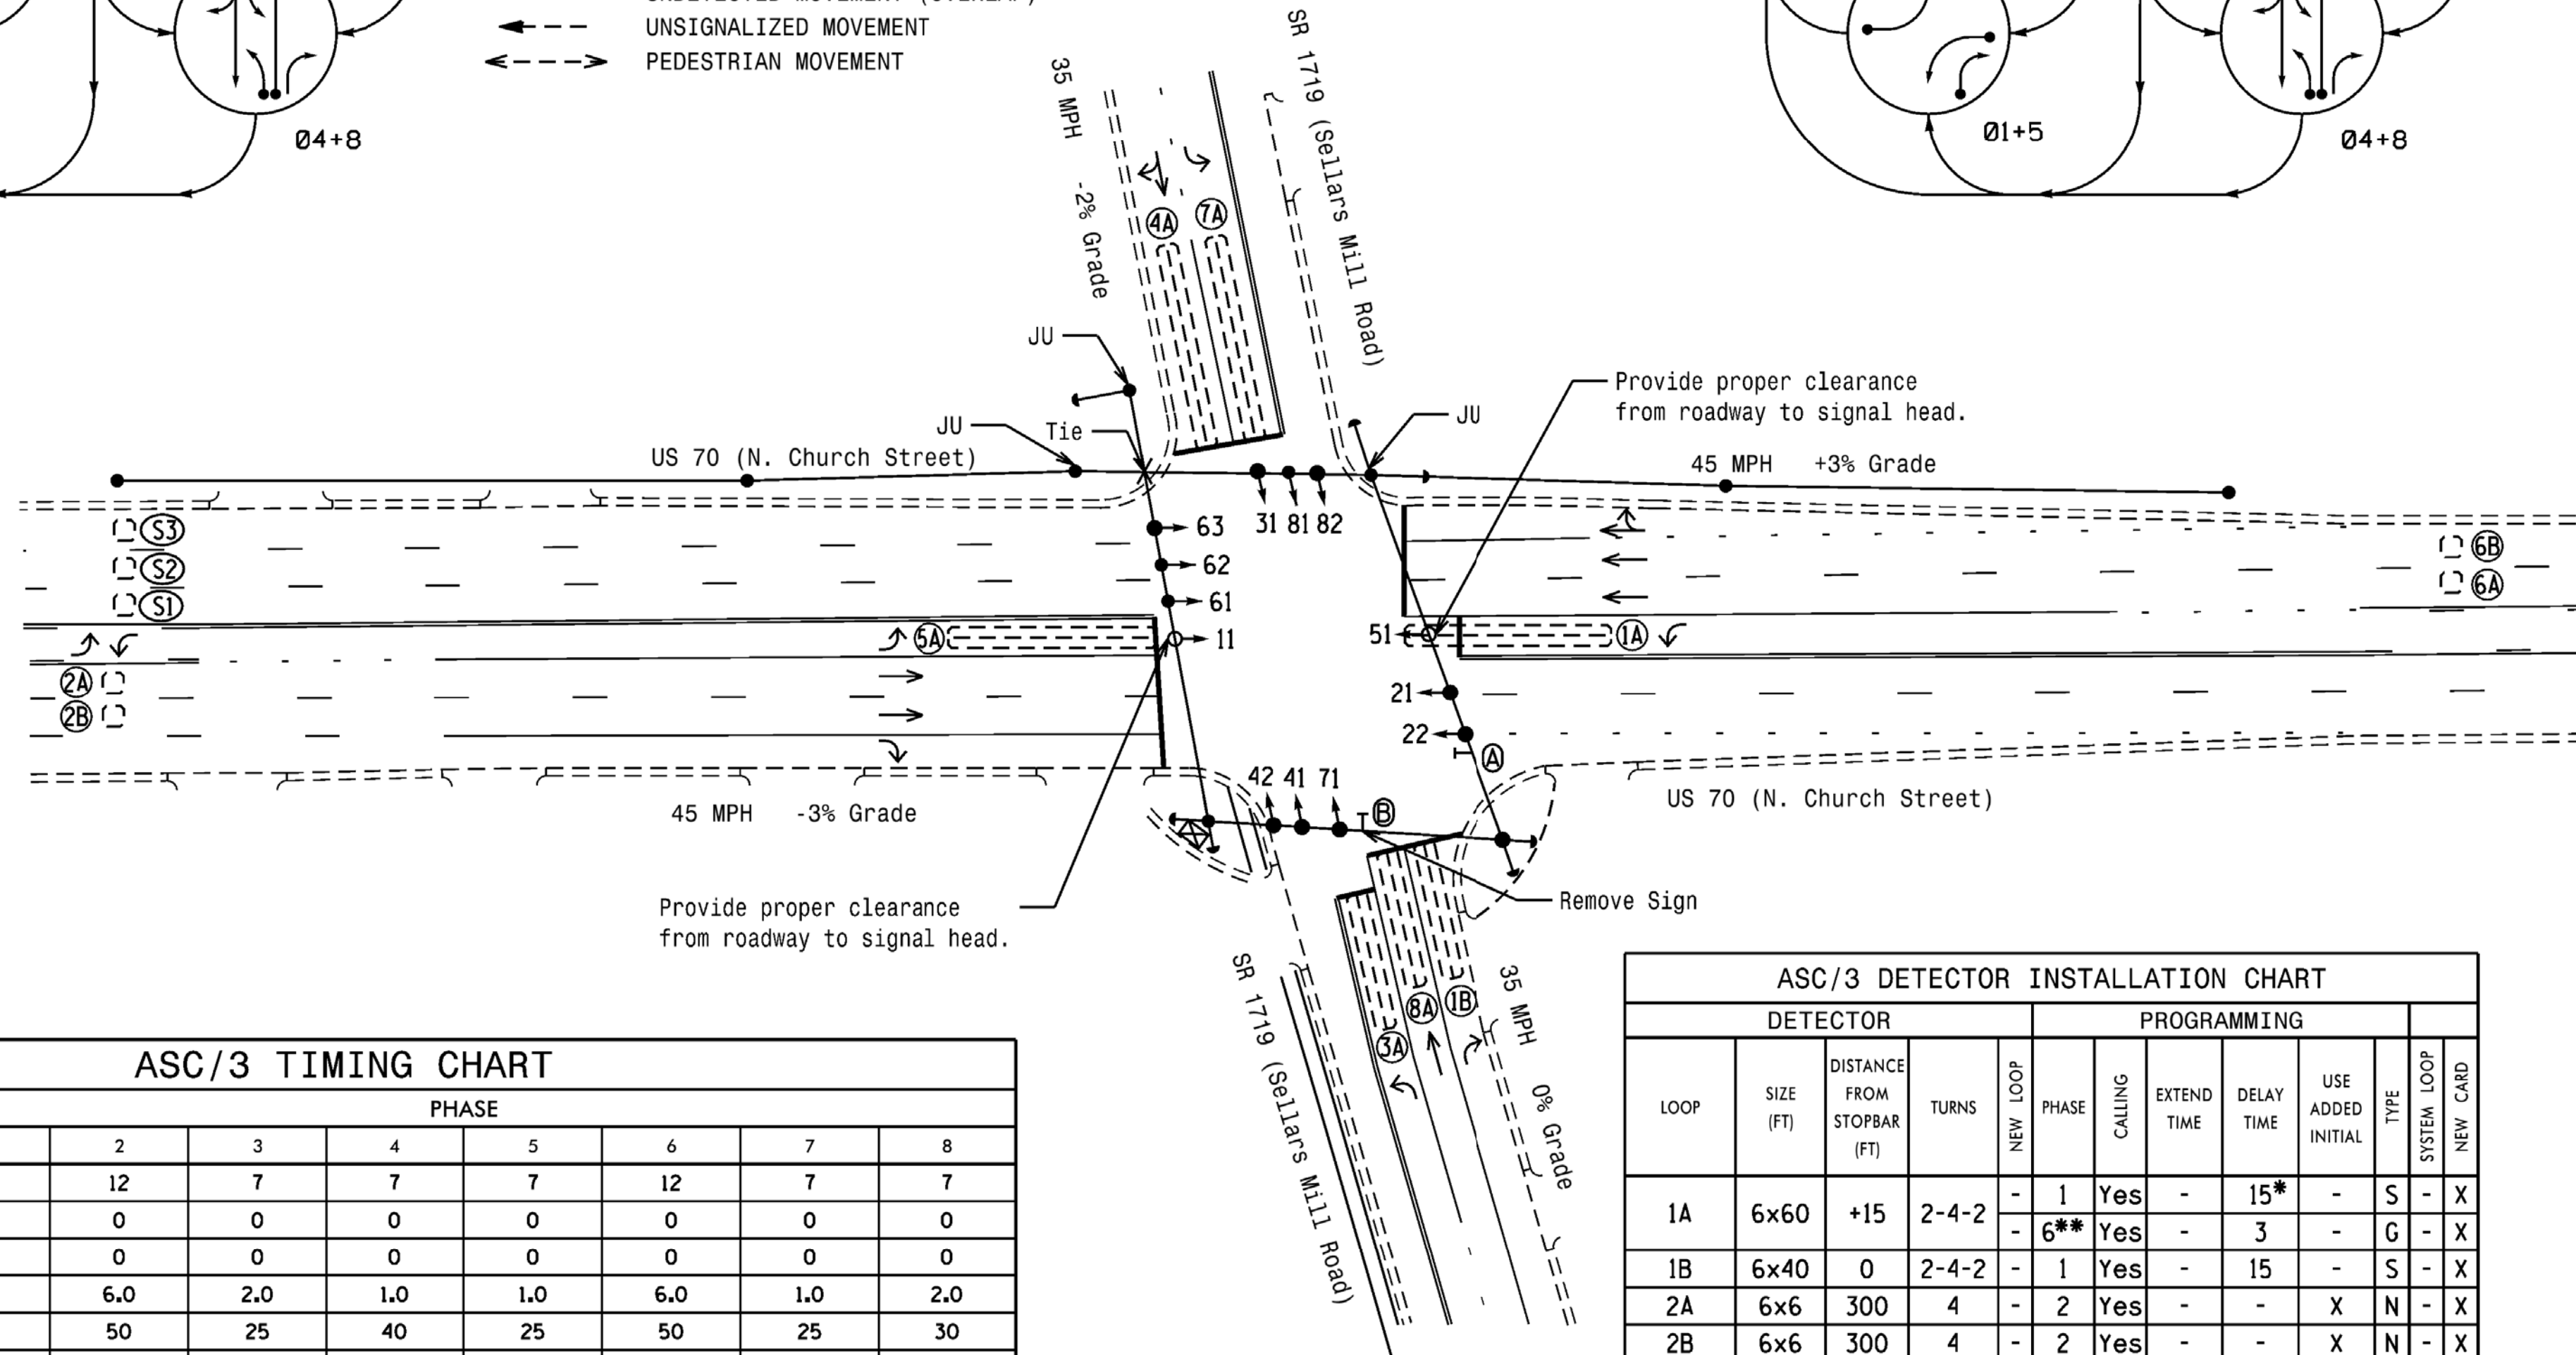 UNSIGNALIZED MOVEMENT
PEDESTRIAN MOVEMENT
Ø4+8
Ø1+5
Ø4+8
35 MPH -2% Grade
SR 1719 (Sellars Mill Road)
4A
7A
JU
JU
Tie
JU
Provide proper clearance
from roadway to signal head.
US 70 (N. Church Street)
45 MPH +3% Grade
S3
S2
S1
63
62
61
11
31 81 82
6B
6A
5A
51
1A
2A
2B
21
22
A
42 41 71
B
45 MPH -3% Grade
US 70 (N. Church Street)
Provide proper clearance
from roadway to signal head.
Remove Sign
SR 1719 (Sellars Mill Road)
3A
8A
1B
35 MPH 0% Grade
ASC/3 TIMING CHART
PHASE
2 3 4 5 6 7 8
12 7 7 7 12 7 7
0 0 0 0 0 0 0
0 0 0 0 0 0 0
6.0 2.0 1.0 1.0 6.0 1.0 2.0
50 25 40 25 50 25 30
ASC/3 DETECTOR INSTALLATION CHART
DETECTOR PROGRAMMING
LOOP
SIZE
(FT)
DISTANCE
FROM
STOPBAR
(FT)
TURNS
NEW LOOP
PHASE
CALLING
EXTEND
TIME
DELAY
TIME
USE
ADDED
INITIAL
TYPE
SYSTEM LOOP
NEW CARD
1A 6x60 +15 2-4-2 - 1 Yes - 15* - S - X
- 6** Yes - 3 - G - X
1B 6x40 0 2-4-2 - 1 Yes - 15 - S - X
2A 6x6 300 4 - 2 Yes - - X N - X
2B 6x6 300 4 - 2 Yes - - X N - X